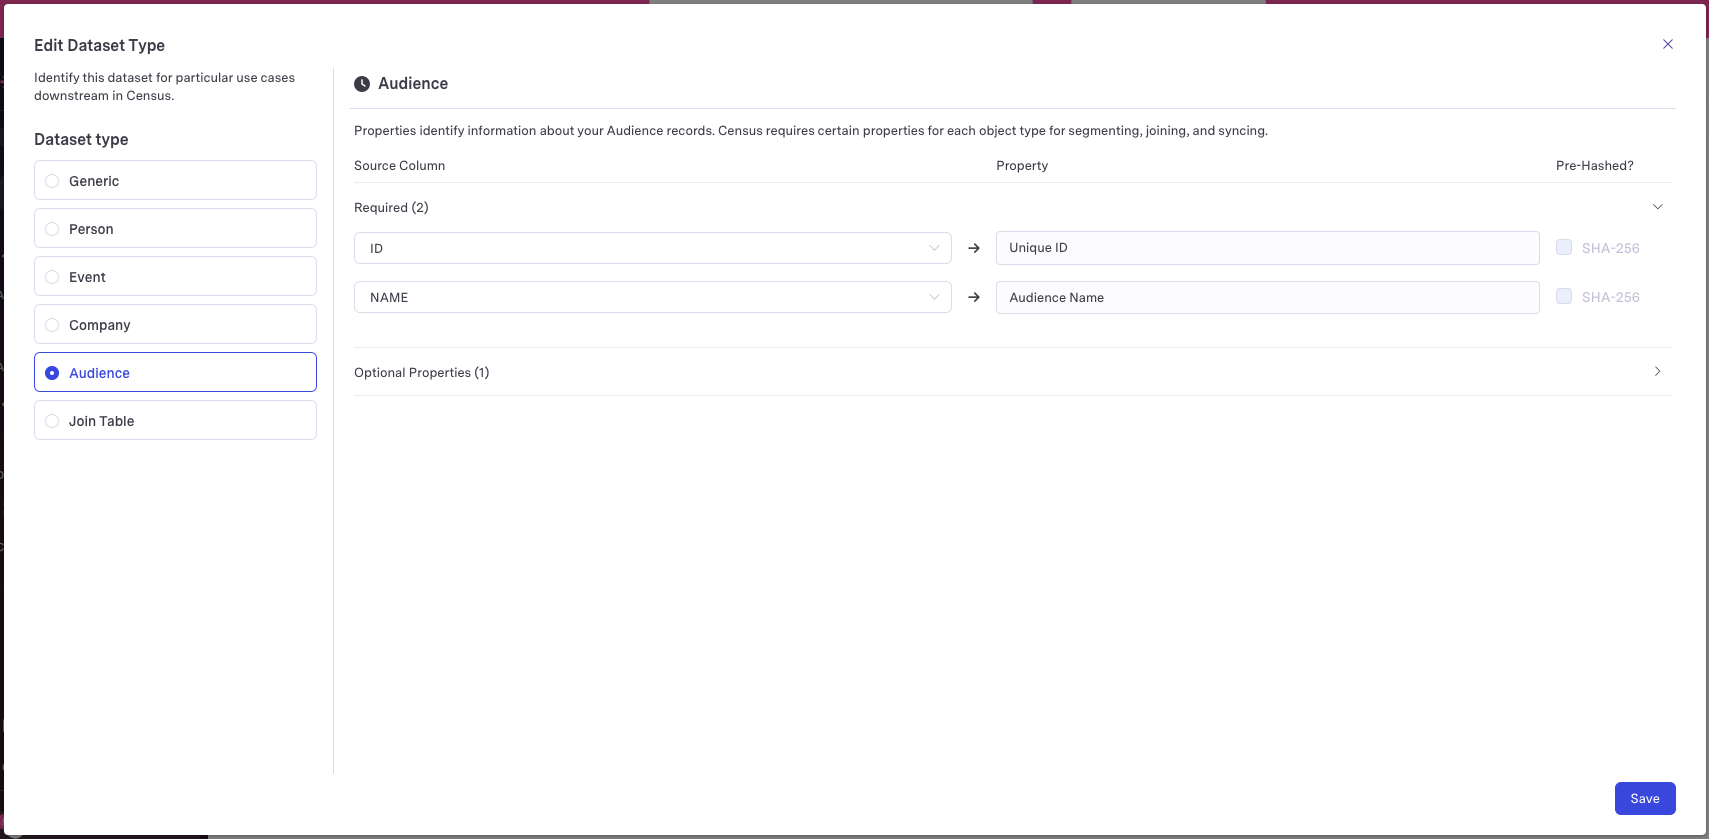 Edit Dataset Type
Identify this dataset for particular use cases
downstream in Census.
Dataset type
Generic
Person
Event
Company
Audience
Join Table
Audience
Properties identify information about your Audience records. Census requires certain properties for each object type for segmenting, joining, and syncing.
Source Column Property Pre-Hashed?
Required (2)
ID → Unique ID SHA-256
NAME → Audience Name SHA-256
Optional Properties (1)
Save